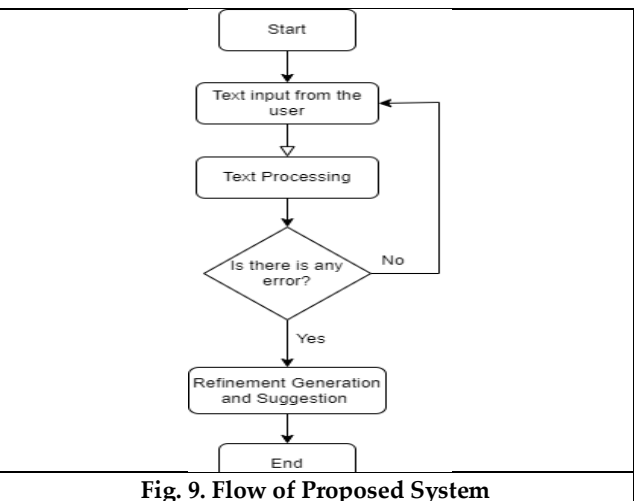 Start
Text input from the
user
Text Processing
Is there is any
error?
No
Yes
Refinement Generation
and Suggestion
End
Fig. 9. Flow of Proposed System